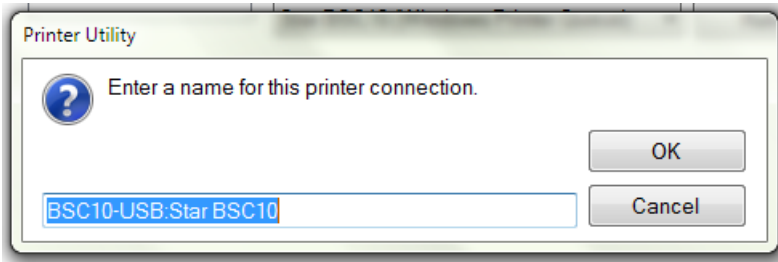 Printer Utility
Enter a name for this printer connection.
OK
BSC10-USB:Star BSC10
Cancel